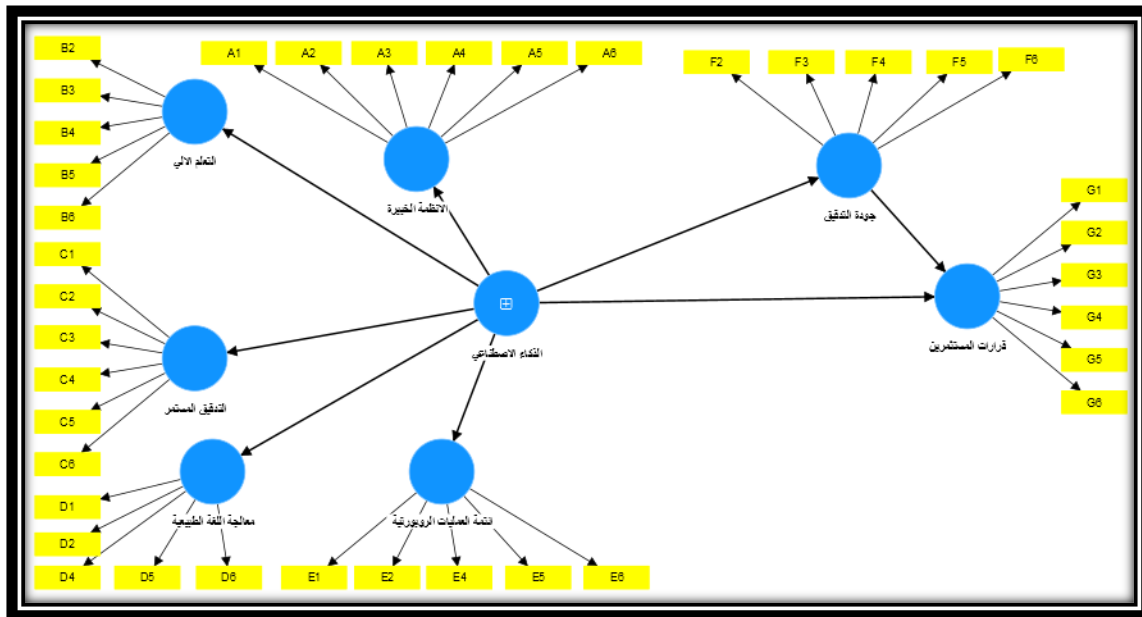 B2
B3
B4
B5
B6
C1
C2
C3
C4
C5
C6
D1
D2
D4
D5
D6
A1
A2
A3
A4
A5
A6
F2
F3
F4
F5
F6
G1
G2
G3
G4
G5
G6
E1
E2
E4
E5
E6
التعلم الالي
الانظمة الخبيرة
جودة التدقيق
الذكاء الاصطناعي
قرارات المستثمرين
التدقيق المستمر
معالجة اللغة الطبيعية
اتتمة العمليات الروبورتية